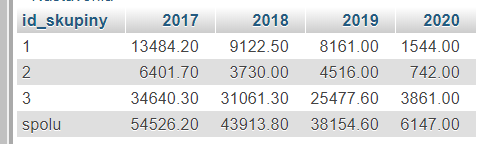 id_skupiny 2017 2018 2019 2020
1 13484.20 9122.50 8161.00 1544.00
2 6401.70 3730.00 4516.00 742.00
3 34640.30 31061.30 25477.60 3861.00
spolu 54526.20 43913.80 38154.60 6147.00